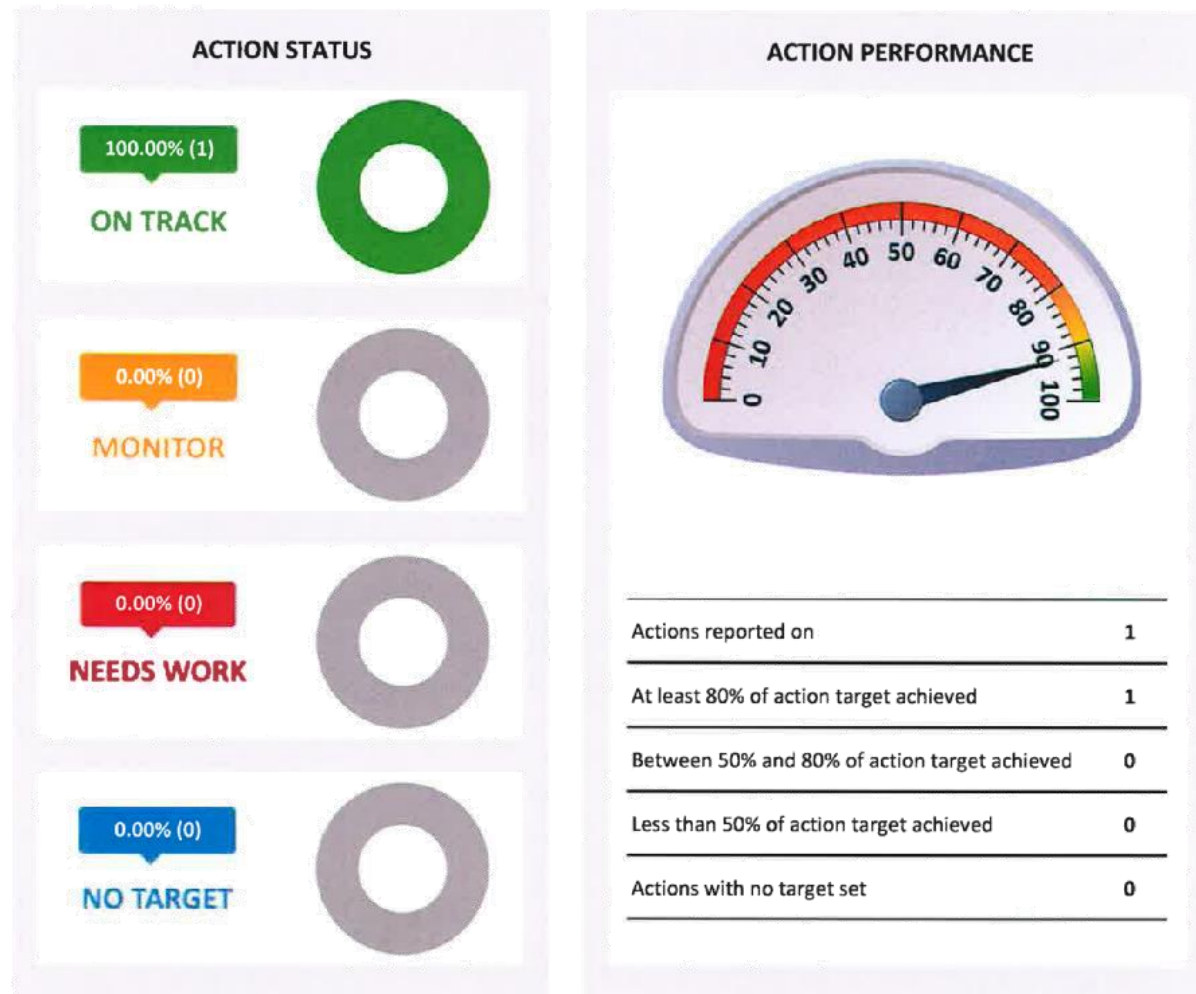 ACTION STATUS
100.00% (1)
ON TRACK
0.00% (0)
MONITOR
0.00% (0)
NEEDS WORK
0.00% (0)
NO TARGET
ACTION PERFORMANCE
0
10
20
30
40
50
60
70
80
90
100
Actions reported on 1
At least 80% of action target achieved 1
Between 50% and 80% of action target achieved 0
Less than 50% of action target achieved 0
Actions with no target set 0